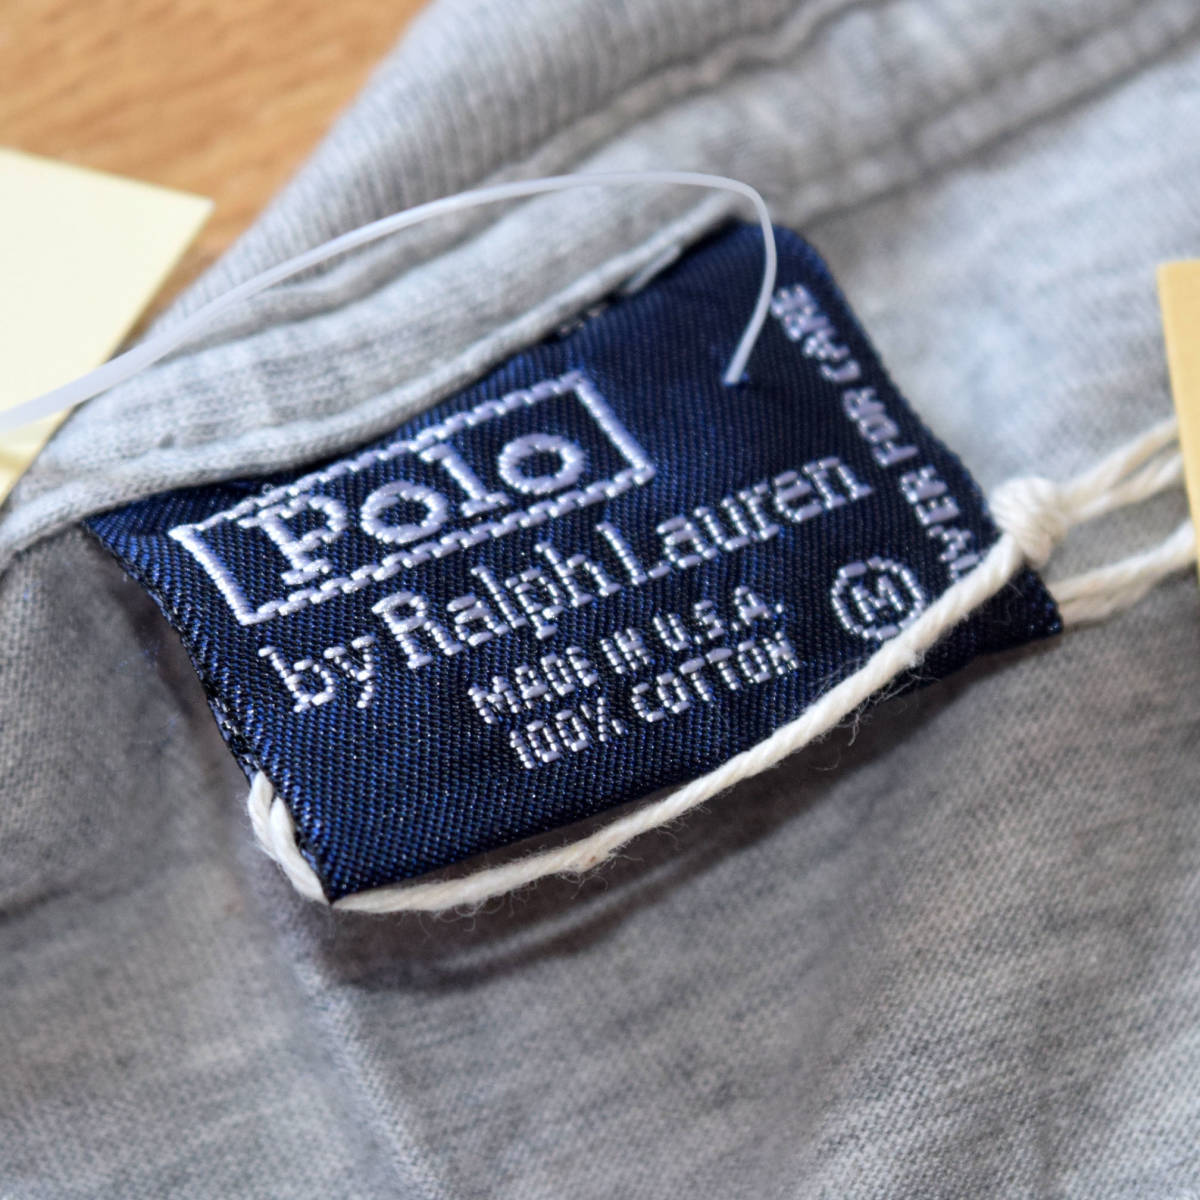 Polo
by Ralph Lauren
MADE IN U.S.A.
100% COTTON
M
OVER FOR CARE